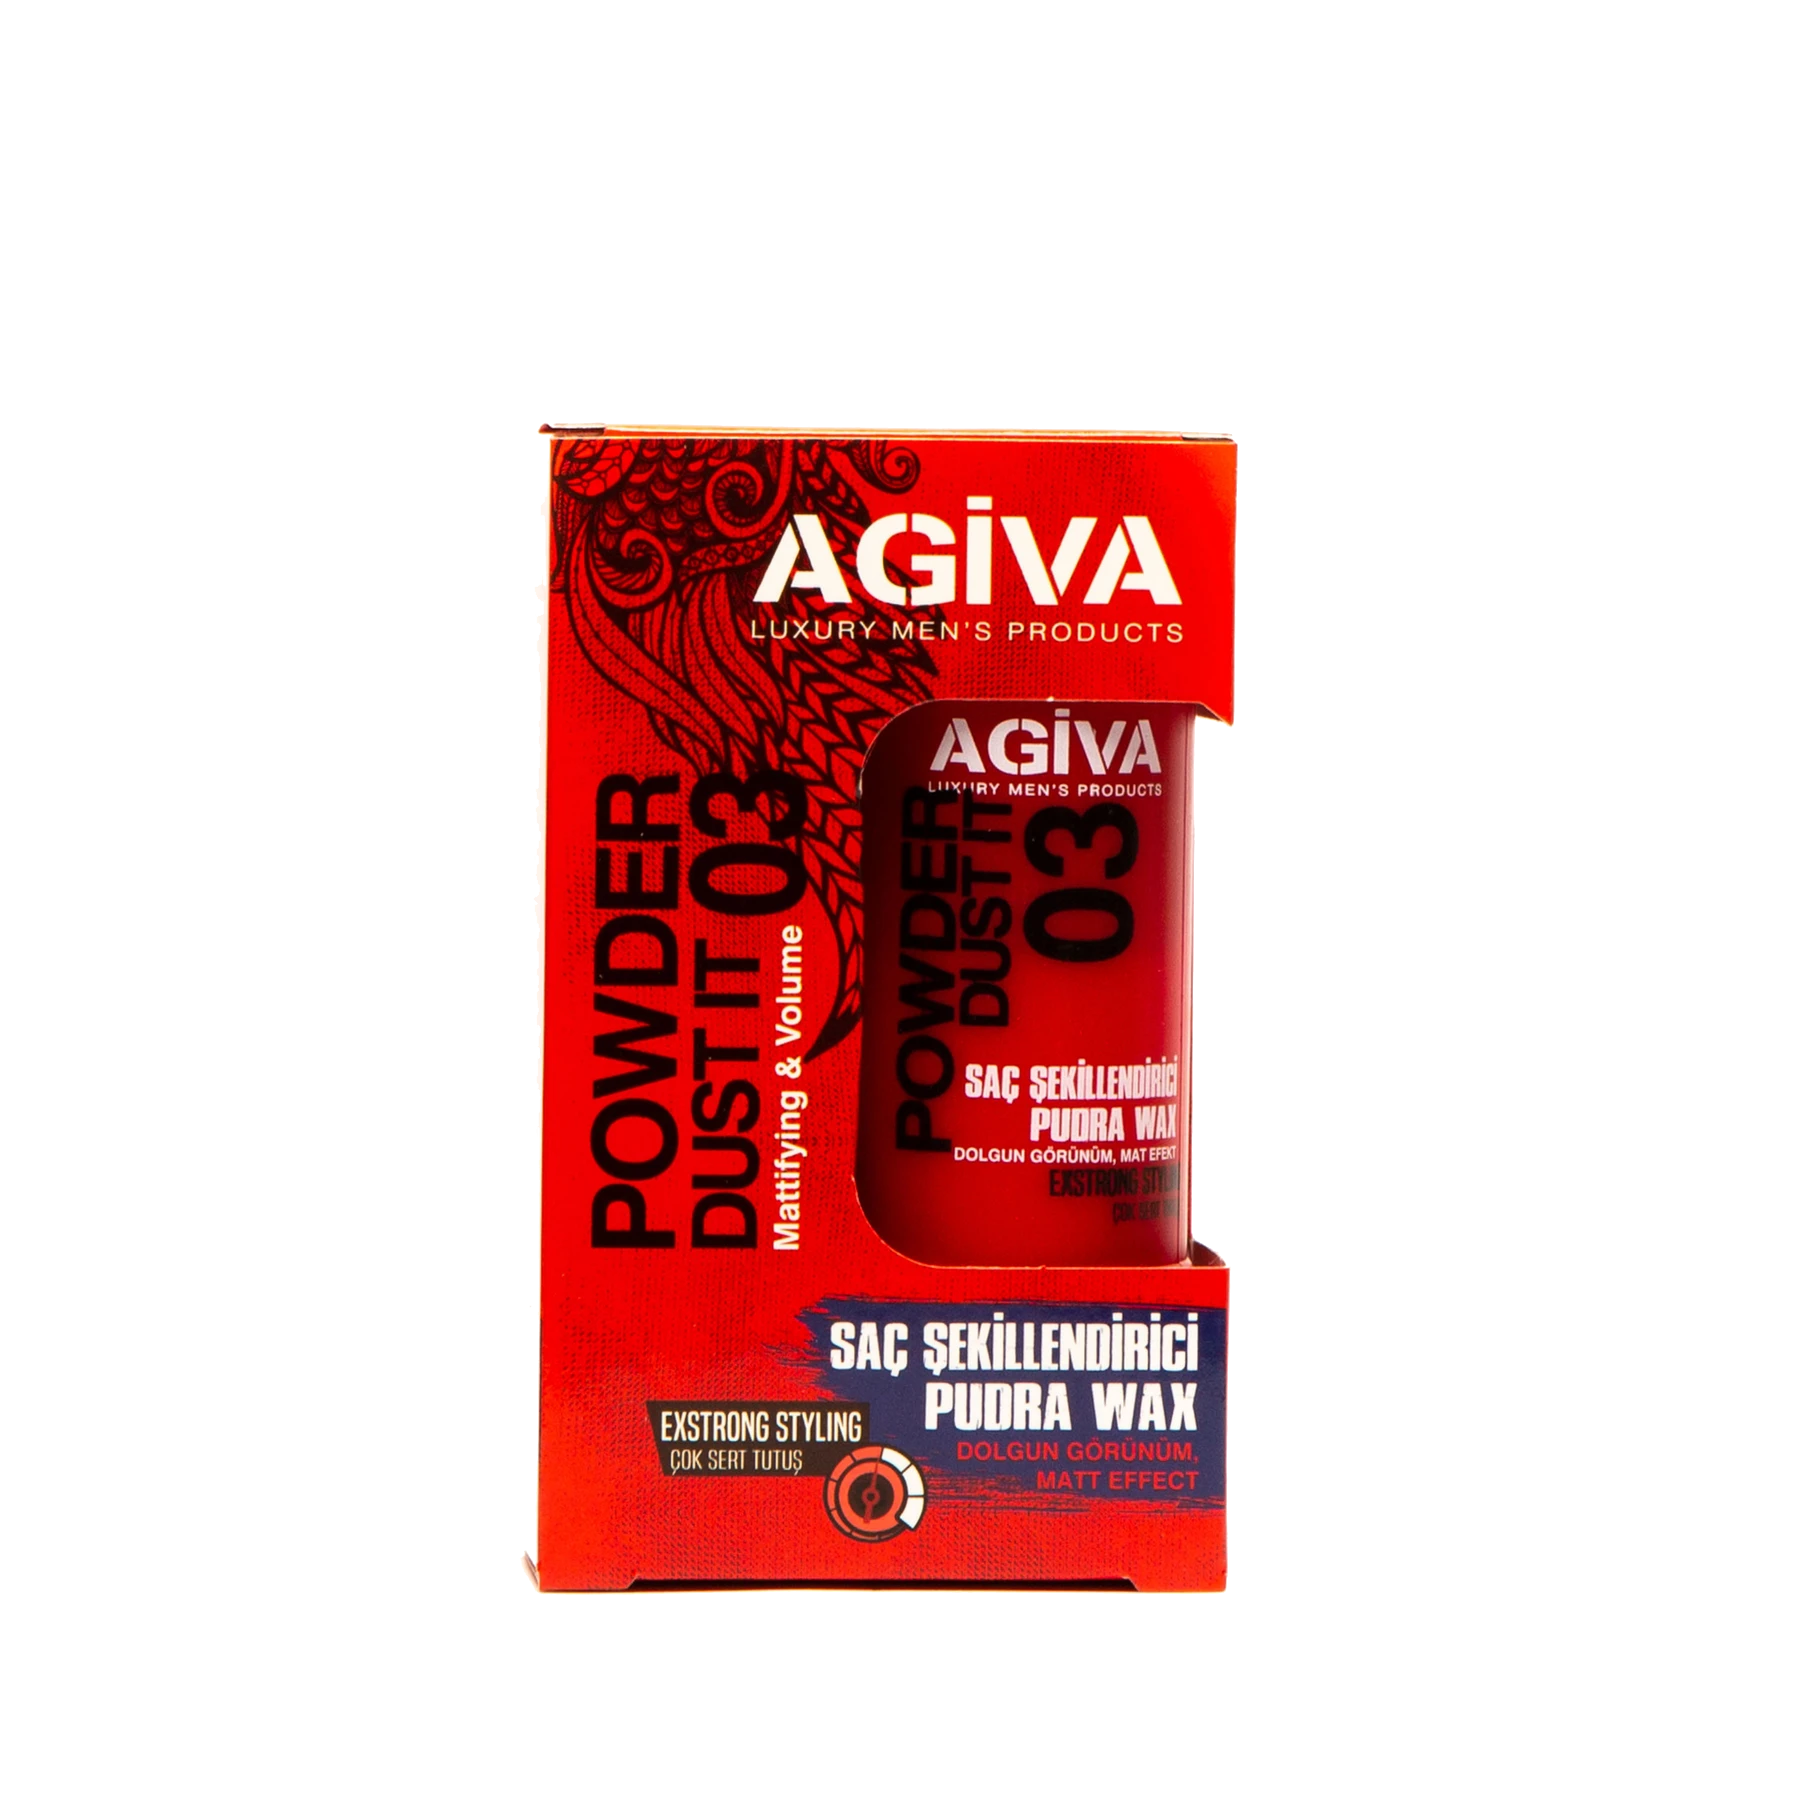 AGİVA
LUXURY MEN'S PRODUCTS
POWDER
DUST IT 03
Mattifying & Volume
AGİVA
LUXURY MEN'S PRODUCTS
POWDER
DUST IT
03
SAÇ ŞEKİLLENDİRİCİ
PUDRA WAX
DOLGUN GÖRÜNÜM, MAT EFEKT
EXSTRONG
ÇOK SERT
SAÇ ŞEKİLLENDİRİCİ
PUDRA WAX
DOLGUN GÖRÜNÜM,
MATT EFFECT
EXSTRONG STYLING
ÇOK SERT TUTUŞ